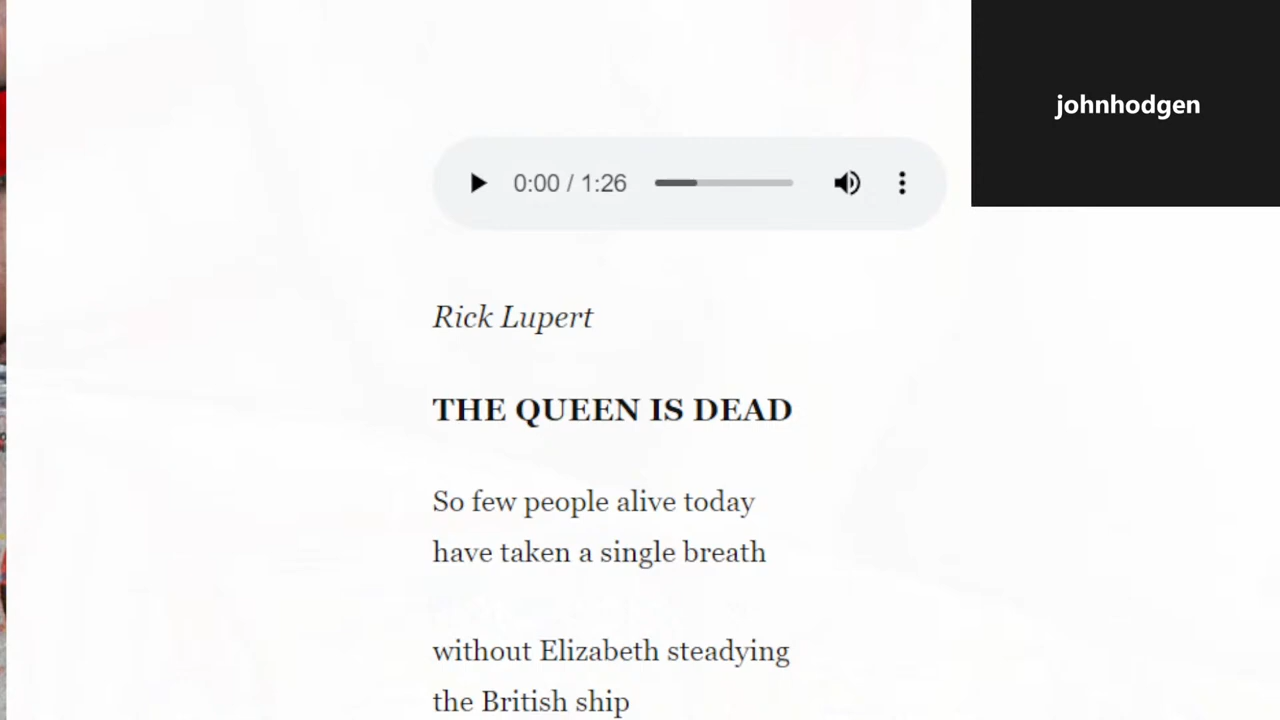 johnhodgen
0:00 / 1:26
Rick Lupert
THE QUEEN IS DEAD
So few people alive today
have taken a single breath
without Elizabeth steadying
the British ship